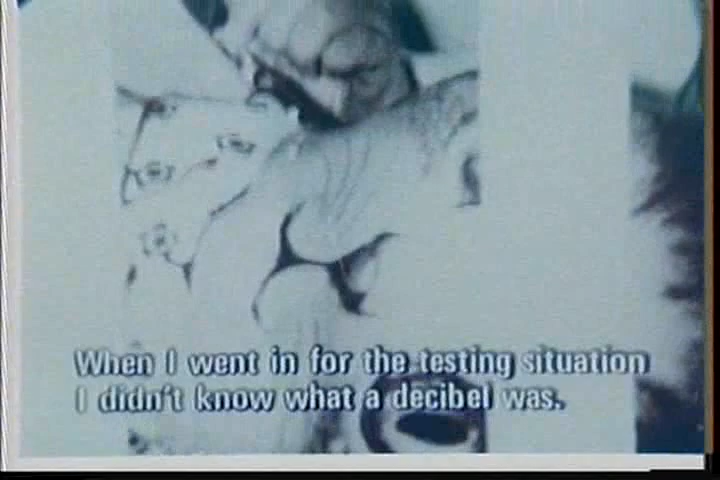 When I went in for the testing situation
I didn't know what a decibel was.